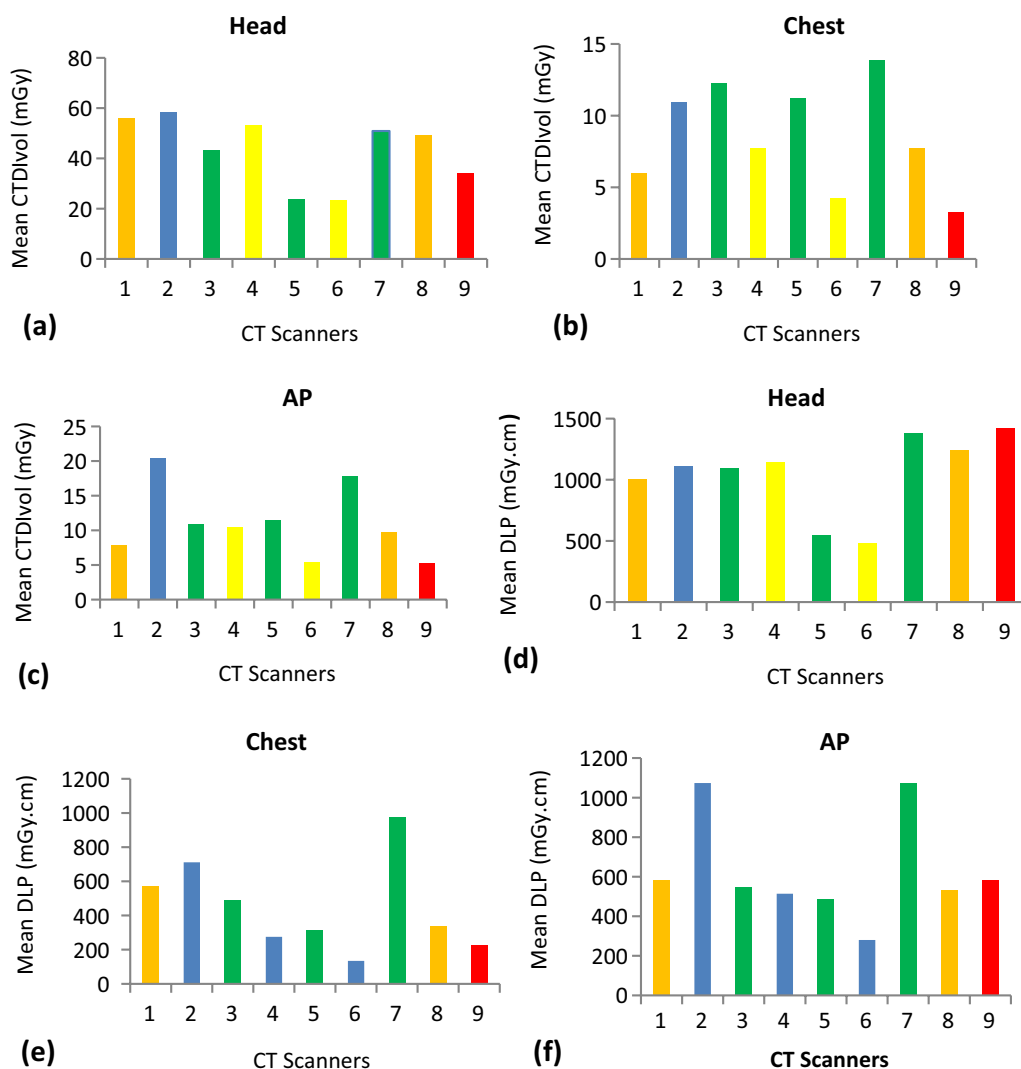 Head
Mean CTDIvol (mGy)
80
60
40
20
0
1 2 3 4 5 6 7 8 9
(a)
CT Scanners
Chest
Mean CTDIvol (mGy)
15
10
5
0
1 2 3 4 5 6 7 8 9
(b)
CT Scanners
AP
Mean CTDIvol (mGy)
25
20
15
10
5
0
1 2 3 4 5 6 7 8 9
(c)
CT Scanners
Head
Mean DLP (mGy.cm)
1500
1000
500
0
1 2 3 4 5 6 7 8 9
(d)
CT Scanners
Chest
Mean DLP (mGy.cm)
1200
1000
800
600
400
200
0
1 2 3 4 5 6 7 8 9
(e)
CT Scanners
AP
Mean DLP (mGy.cm)
1200
1000
800
600
400
200
0
1 2 3 4 5 6 7 8 9
(f)
CT Scanners